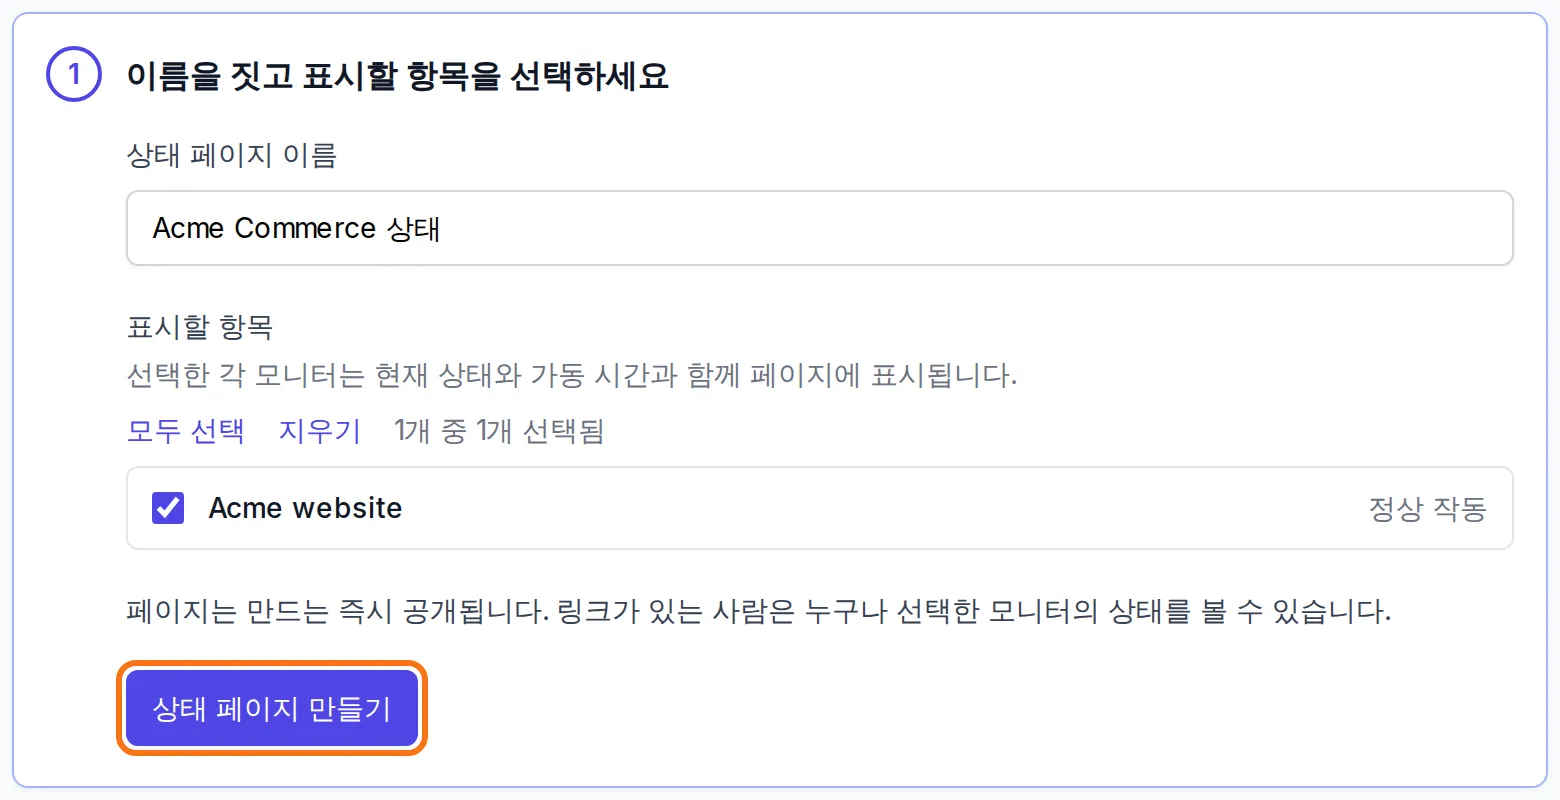 1
이름을 짓고 표시할 항목을 선택하세요
상태 페이지 이름
Acme Commerce 상태
표시할 항목
선택한 각 모니터는 현재 상태와 가동 시간과 함께 페이지에 표시됩니다.
모두 선택 지우기 1개 중 1개 선택됨
Acme website 정상 작동
페이지는 만드는 즉시 공개됩니다. 링크가 있는 사람은 누구나 선택한 모니터의 상태를 볼 수 있습니다.
상태 페이지 만들기